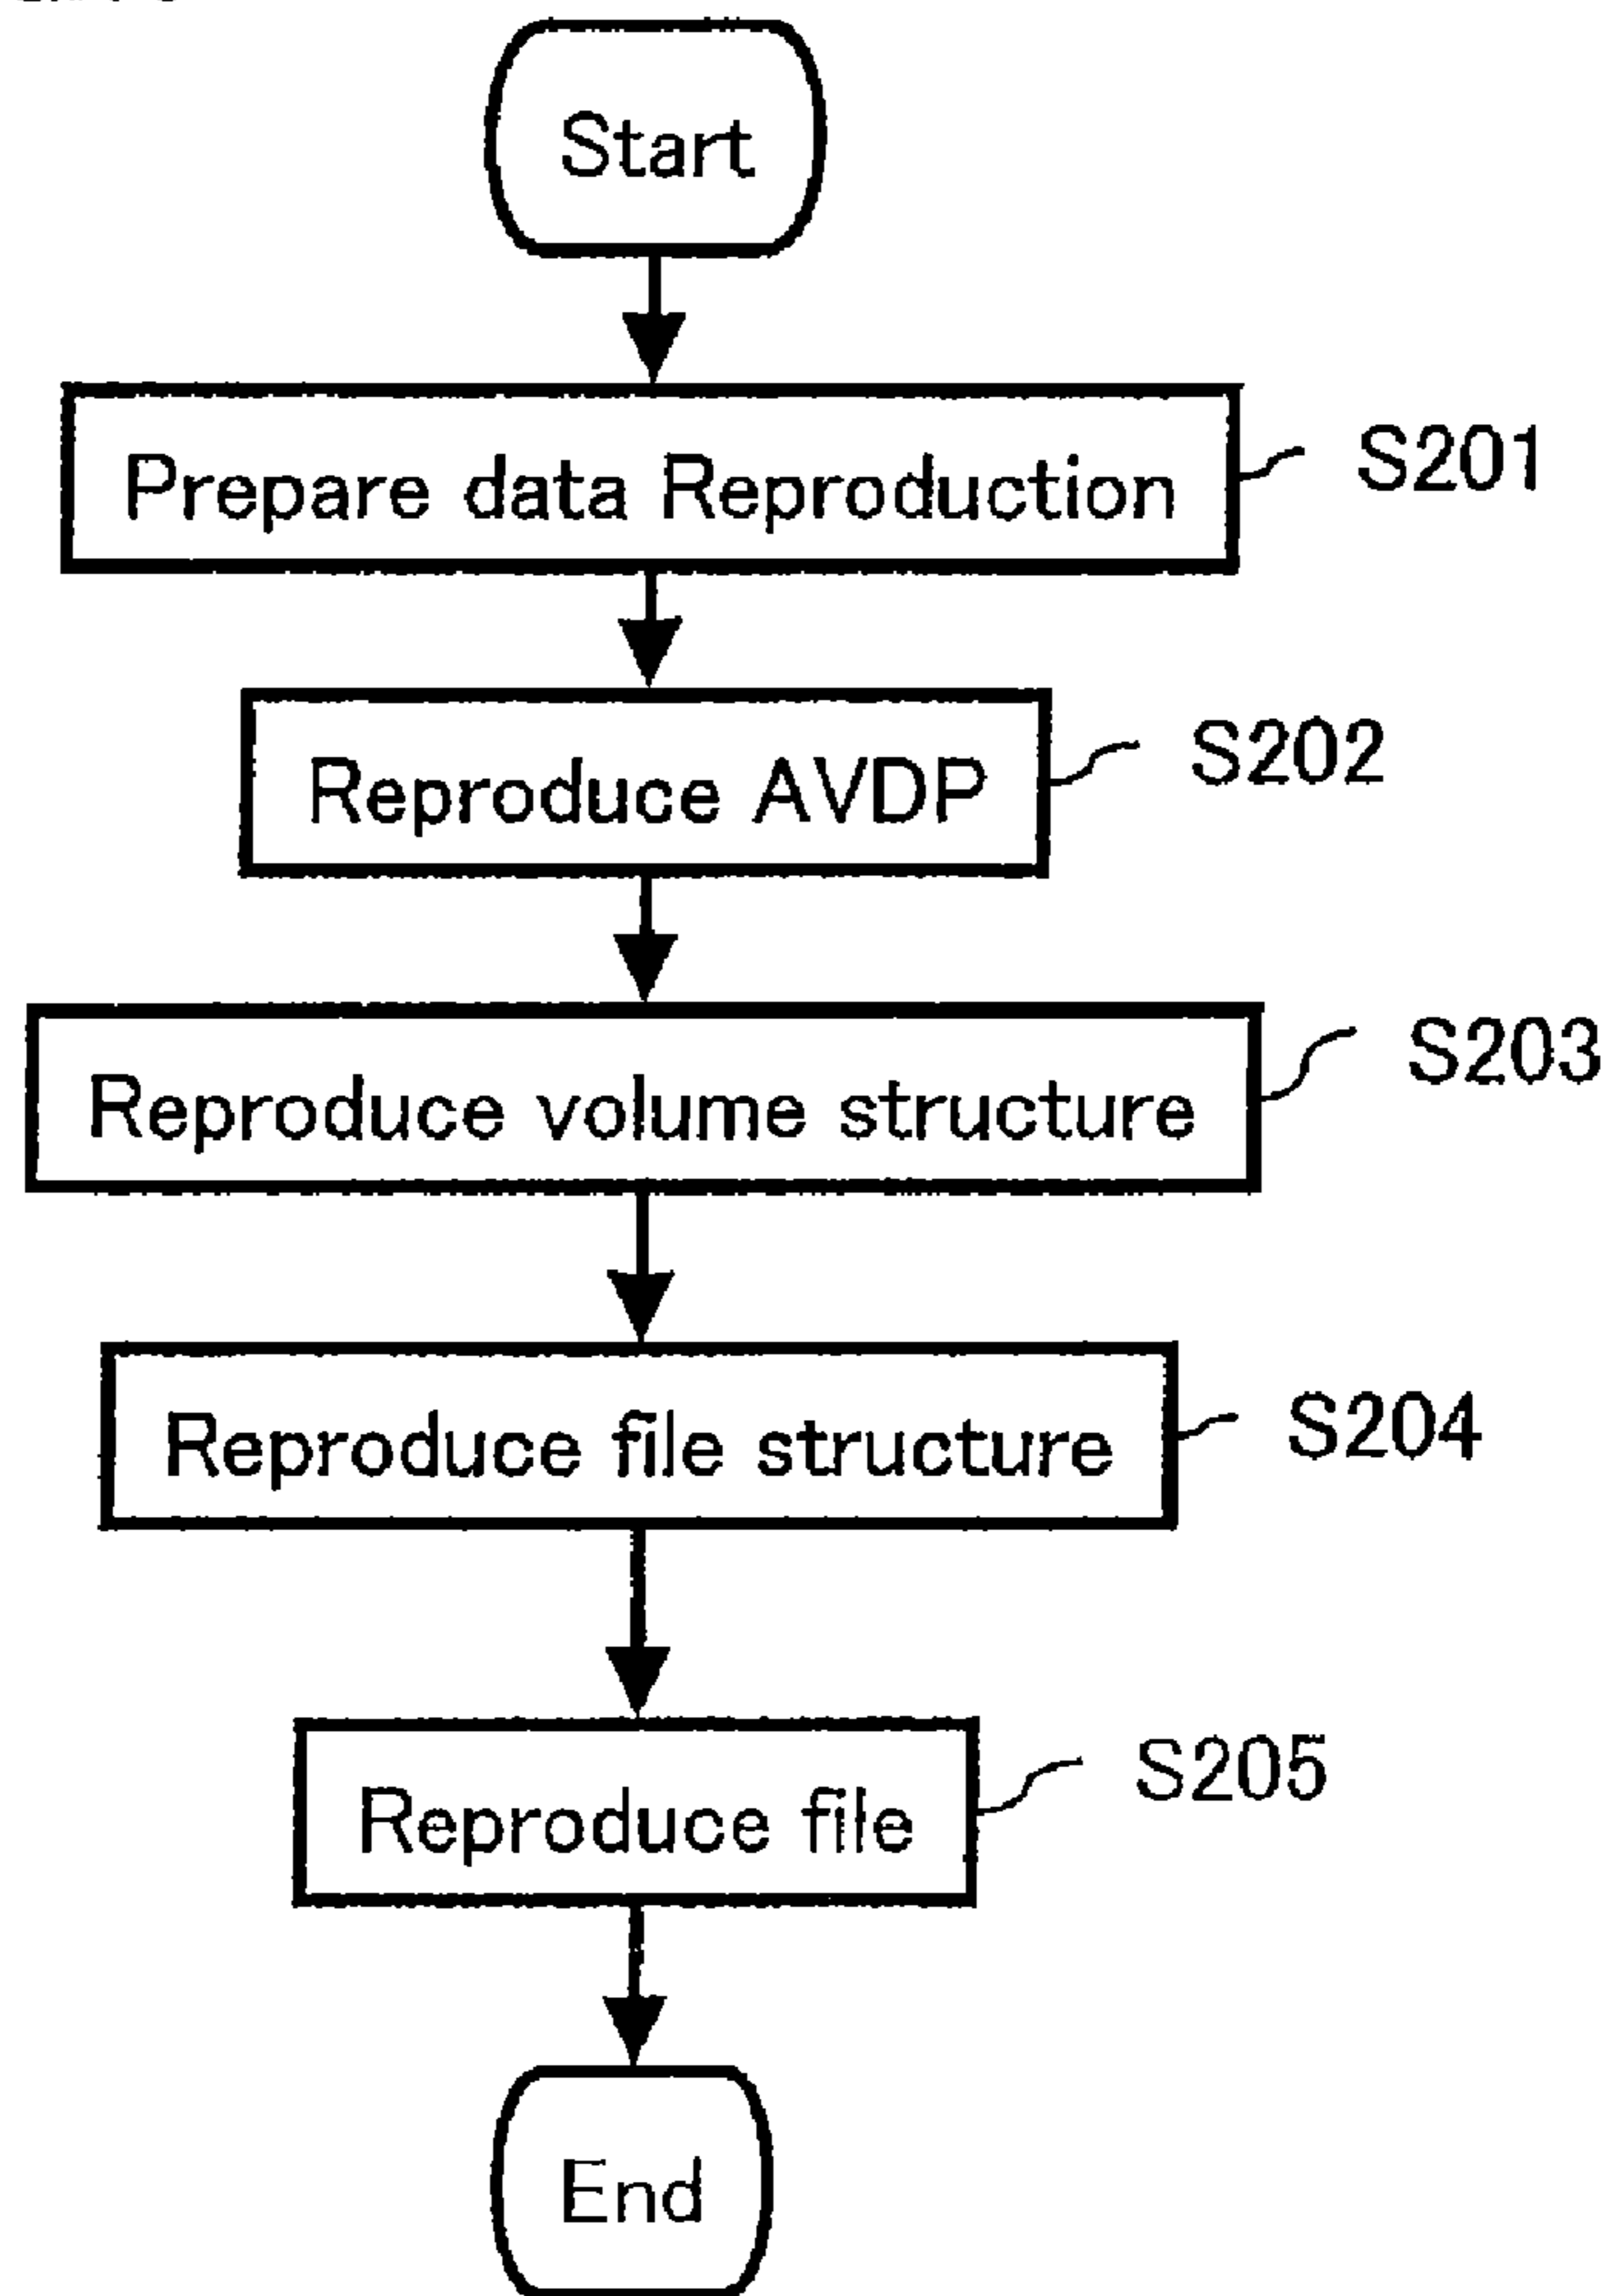 Start
Prepare data Reproduction
S201
Reproduce AVDP
S202
Reproduce volume structure
S203
Reproduce file structure
S204
Reproduce file
S205
End